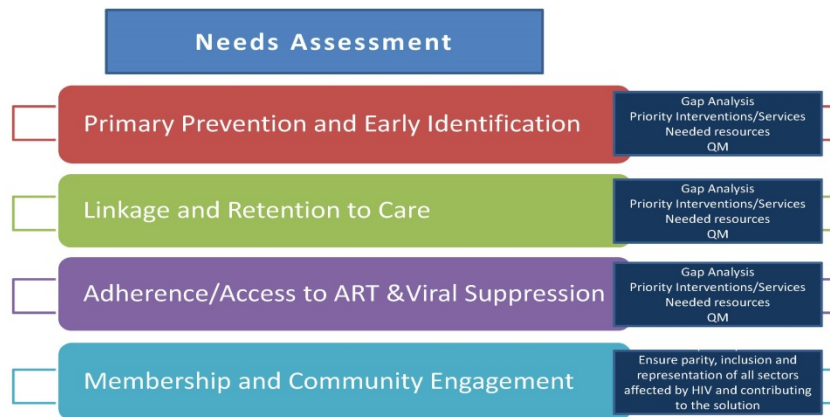 Needs Assessment
Primary Prevention and Early Identification
Gap Analysis
Priority Interventions/Services
Needed resources
QM
Linkage and Retention to Care
Gap Analysis
Priority Interventions/Services
Needed resources
QM
Adherence/Access to ART &Viral Suppression
Gap Analysis
Priority Interventions/Services
Needed resources
QM
Membership and Community Engagement
Ensure parity, inclusion and
representation of all sectors
affected by HIV and contributing
to the solution